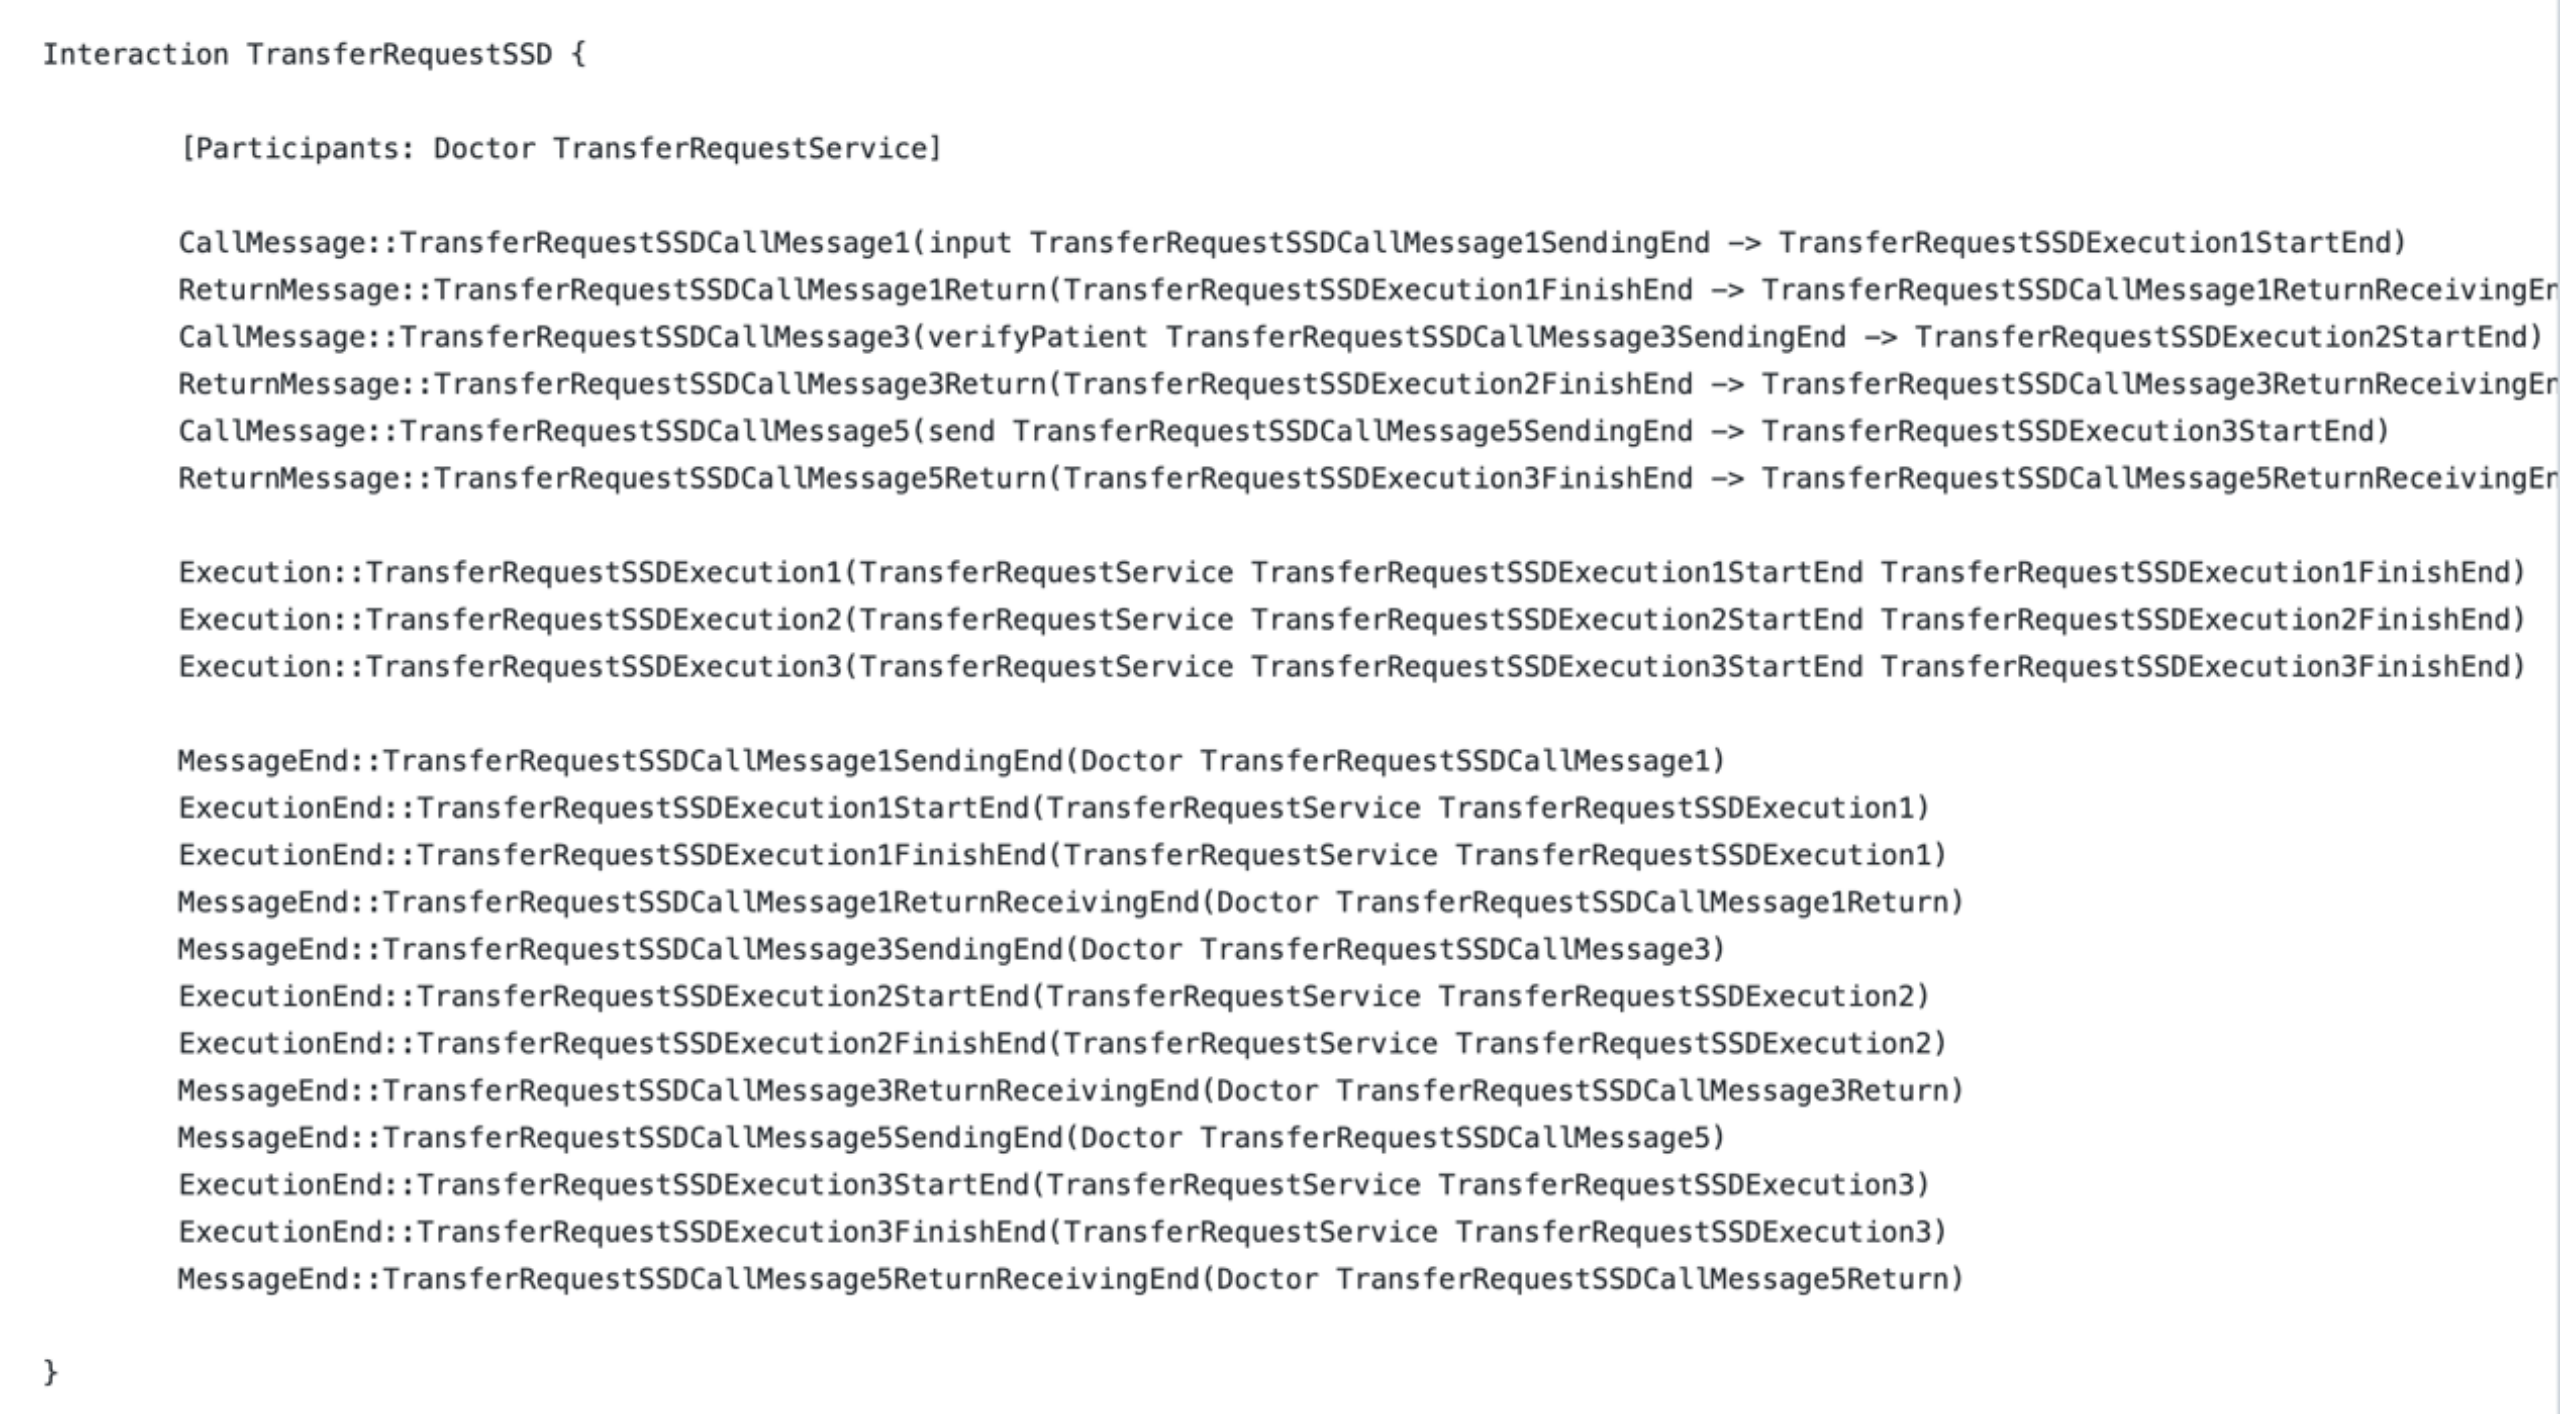 Interaction TransferRequestSSD {
[Participants: Doctor TransferRequestService]
CallMessage::TransferRequestSSDCallMessage1(input TransferRequestSSDCallMessage1SendingEnd -> TransferRequestSSDExecution1StartEnd)
ReturnMessage::TransferRequestSSDCallMessage1Return(TransferRequestSSDExecution1FinishEnd -> TransferRequestSSDCallMessage1ReturnReceivingEn
CallMessage::TransferRequestSSDCallMessage3(verifyPatient TransferRequestSSDCallMessage3SendingEnd -> TransferRequestSSDExecution2StartEnd)
ReturnMessage::TransferRequestSSDCallMessage3Return(TransferRequestSSDExecution2FinishEnd -> TransferRequestSSDCallMessage3ReturnReceivingEn
CallMessage::TransferRequestSSDCallMessage5(send TransferRequestSSDCallMessage5SendingEnd -> TransferRequestSSDExecution3StartEnd)
ReturnMessage::TransferRequestSSDCallMessage5Return(TransferRequestSSDExecution3FinishEnd -> TransferRequestSSDCallMessage5ReturnReceivingEn
Execution::TransferRequestSSDExecution1(TransferRequestService TransferRequestSSDExecution1StartEnd TransferRequestSSDExecution1FinishEnd)
Execution::TransferRequestSSDExecution2(TransferRequestService TransferRequestSSDExecution2StartEnd TransferRequestSSDExecution2FinishEnd)
Execution::TransferRequestSSDExecution3(TransferRequestService TransferRequestSSDExecution3StartEnd TransferRequestSSDExecution3FinishEnd)
MessageEnd::TransferRequestSSDCallMessage1SendingEnd(Doctor TransferRequestSSDCallMessage1)
ExecutionEnd::TransferRequestSSDExecution1StartEnd(TransferRequestService TransferRequestSSDExecution1)
ExecutionEnd::TransferRequestSSDExecution1FinishEnd(TransferRequestService TransferRequestSSDExecution1)
MessageEnd::TransferRequestSSDCallMessage1ReturnReceivingEnd(Doctor TransferRequestSSDCallMessage1Return)
MessageEnd::TransferRequestSSDCallMessage3SendingEnd(Doctor TransferRequestSSDCallMessage3)
ExecutionEnd::TransferRequestSSDExecution2StartEnd(TransferRequestService TransferRequestSSDExecution2)
ExecutionEnd::TransferRequestSSDExecution2FinishEnd(TransferRequestService TransferRequestSSDExecution2)
MessageEnd::TransferRequestSSDCallMessage3ReturnReceivingEnd(Doctor TransferRequestSSDCallMessage3Return)
MessageEnd::TransferRequestSSDCallMessage5SendingEnd(Doctor TransferRequestSSDCallMessage5)
ExecutionEnd::TransferRequestSSDExecution3StartEnd(TransferRequestService TransferRequestSSDExecution3)
ExecutionEnd::TransferRequestSSDExecution3FinishEnd(TransferRequestService TransferRequestSSDExecution3)
MessageEnd::TransferRequestSSDCallMessage5ReturnReceivingEnd(Doctor TransferRequestSSDCallMessage5Return)
}